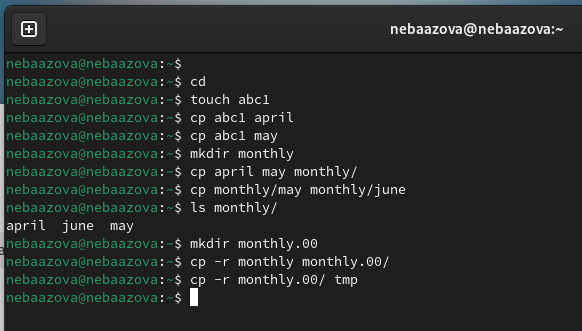 nebaazova@nebaazova:~
nebaazova@nebaazova:~$
nebaazova@nebaazova:~$ cd
nebaazova@nebaazova:~$ touch abc1
nebaazova@nebaazova:~$ cp abc1 april
nebaazova@nebaazova:~$ cp abc1 may
nebaazova@nebaazova:~$ mkdir monthly
nebaazova@nebaazova:~$ cp april may monthly/
nebaazova@nebaazova:~$ cp monthly/may monthly/june
nebaazova@nebaazova:~$ ls monthly/
april  june  may
nebaazova@nebaazova:~$ mkdir monthly.00
nebaazova@nebaazova:~$ cp -r monthly monthly.00/
nebaazova@nebaazova:~$ cp -r monthly.00/ tmp
nebaazova@nebaazova:~$